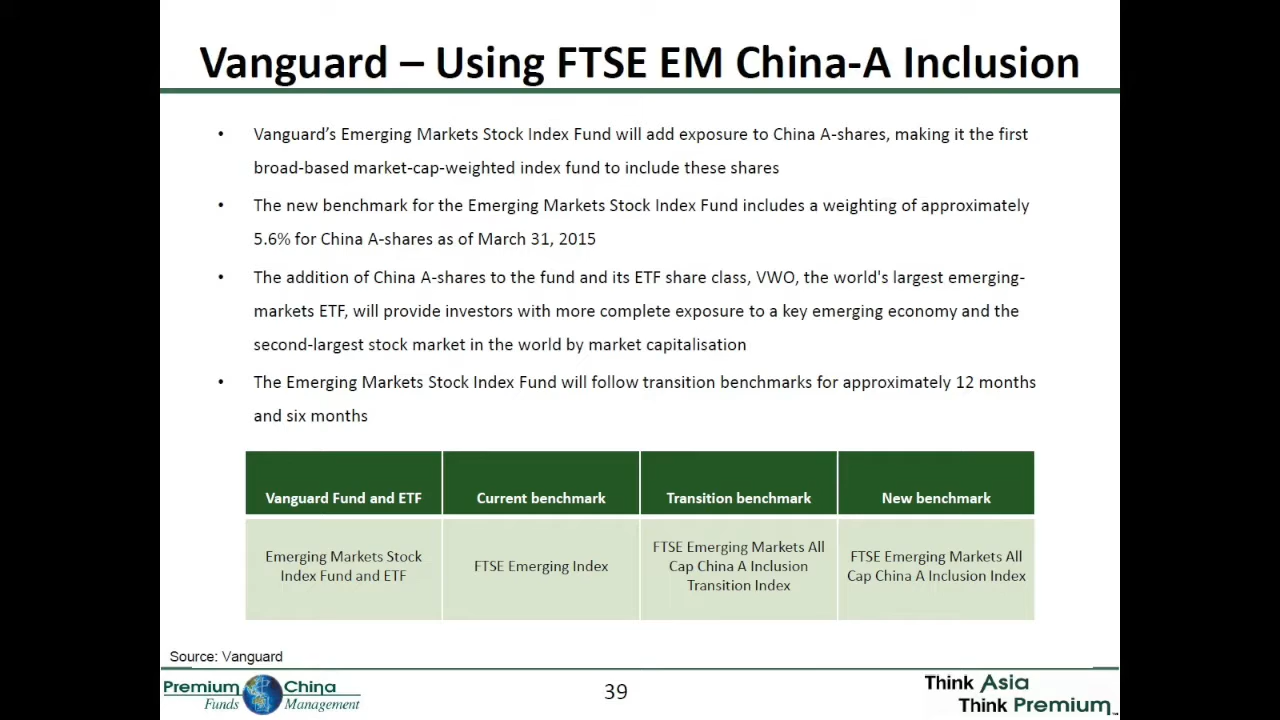 Vanguard – Using FTSE EM China-A Inclusion
• Vanguard’s Emerging Markets Stock Index Fund will add exposure to China A-shares, making it the first
broad-based market-cap-weighted index fund to include these shares
• The new benchmark for the Emerging Markets Stock Index Fund includes a weighting of approximately
5.6% for China A-shares as of March 31, 2015
• The addition of China A-shares to the fund and its ETF share class, VWO, the world's largest emerging-
markets ETF, will provide investors with more complete exposure to a key emerging economy and the
second-largest stock market in the world by market capitalisation
• The Emerging Markets Stock Index Fund will follow transition benchmarks for approximately 12 months
and six months
Vanguard Fund and ETF
Current benchmark
Transition benchmark
New benchmark
Emerging Markets Stock
Index Fund and ETF
FTSE Emerging Index
FTSE Emerging Markets All
Cap China A Inclusion
Transition Index
FTSE Emerging Markets All
Cap China A Inclusion Index
Source: Vanguard
Premium China
Funds Management
39
Think Asia
Think Premium™